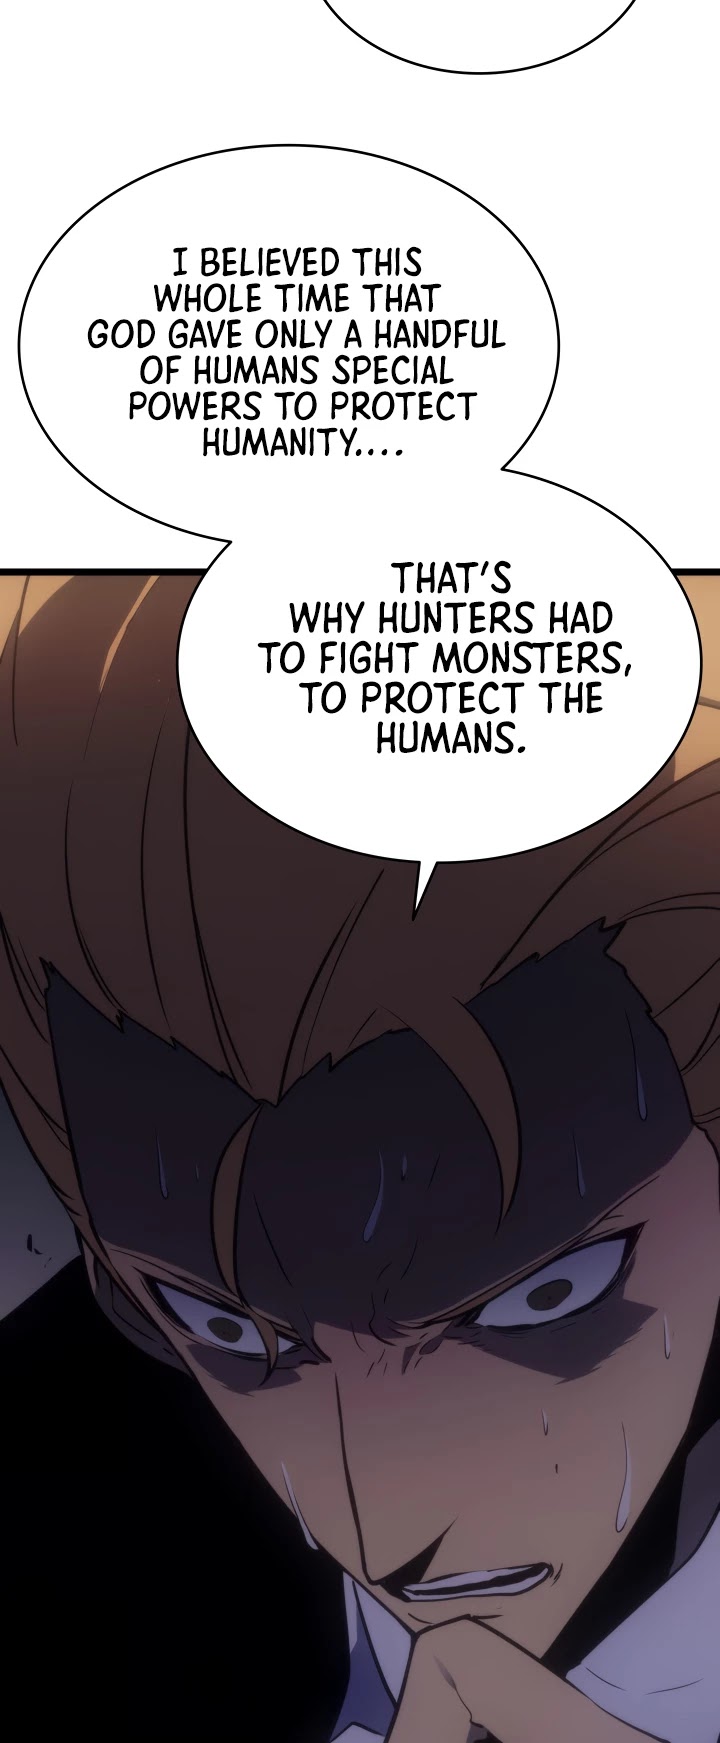 I BELIEVED THIS
WHOLE TIME THAT
GOD GAVE ONLY A HANDFUL
OF HUMANS SPECIAL
POWERS TO PROTECT
HUMANITY....
THAT'S
WHY HUNTERS HAD
TO FIGHT MONSTERS,
TO PROTECT THE
HUMANS.